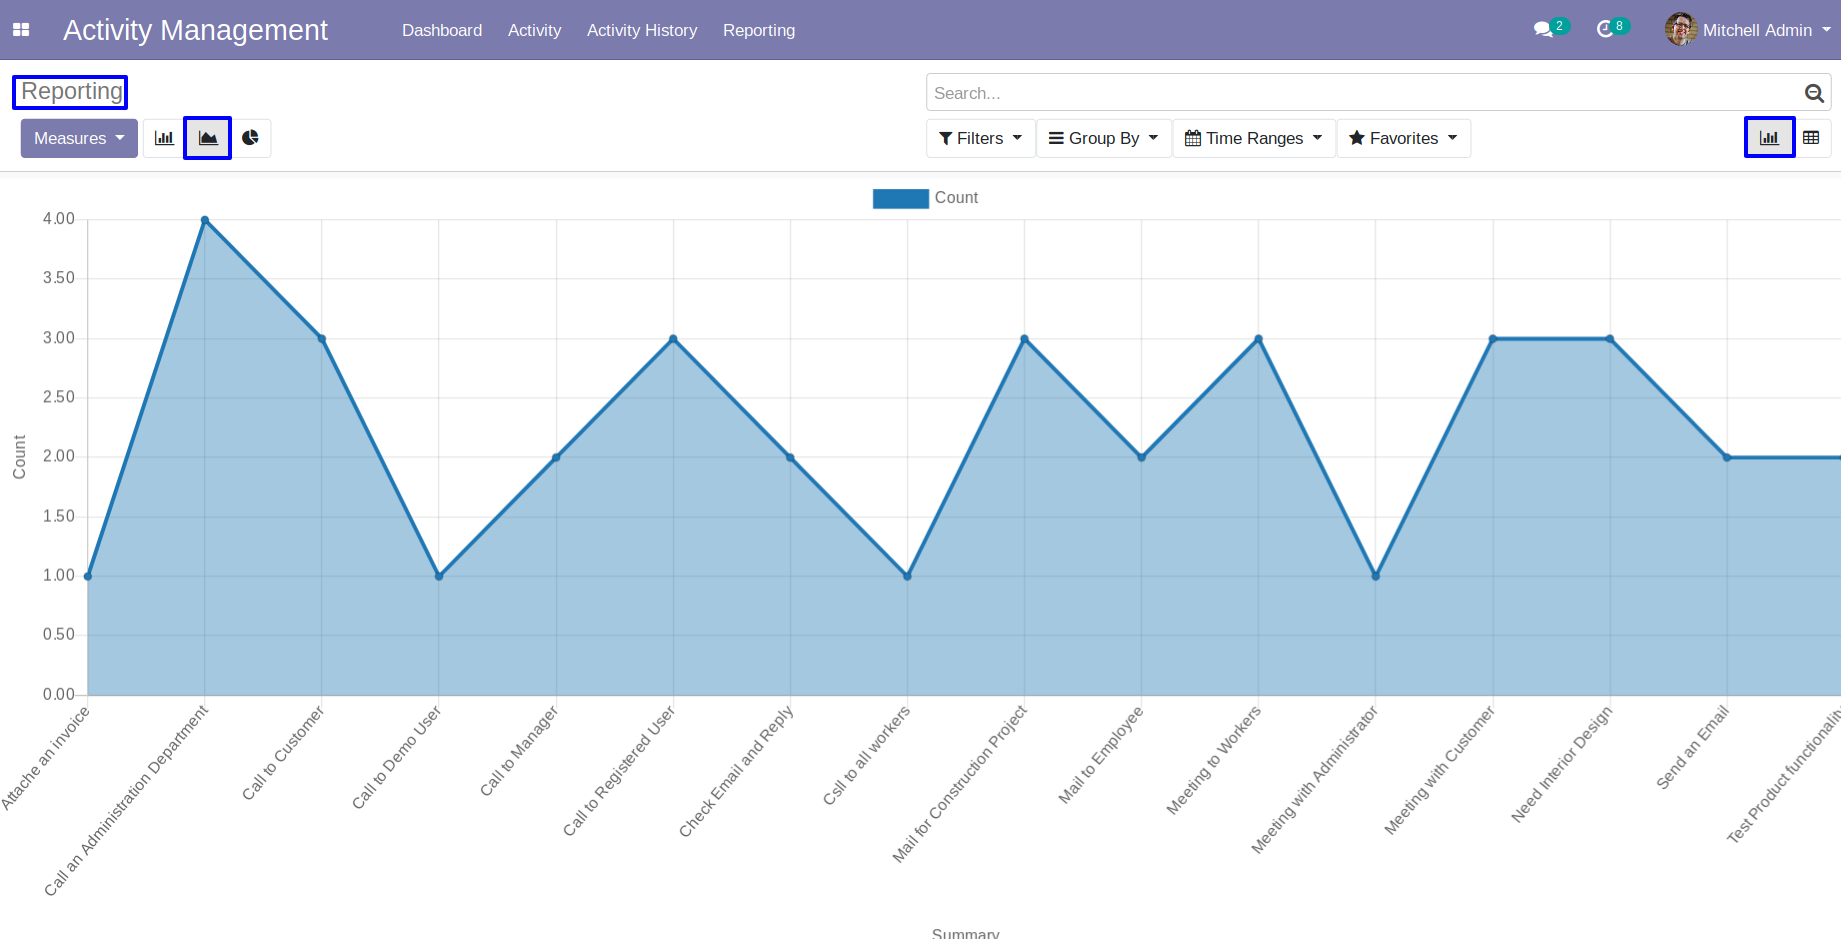 Activity Management
Dashboard
Activity
Activity History
Reporting
2
8
Mitchell Admin
Reporting
Search...
Measures
Filters
Group By
Time Ranges
Favorites
Count
4.00
3.50
3.00
2.50
2.00
1.50
1.00
0.50
0.00
Count
Attache an invoice
Call an Administration Department
Call to Customer
Call to Demo User
Call to Manager
Call to Registered User
Check Email and Reply
Csll to all workers
Mail for Construction Project
Mail to Employee
Meeting to Workers
Meeting with Administrator
Meeting with Customer
Need Interior Design
Send an Email
Test Product functionality
Summary